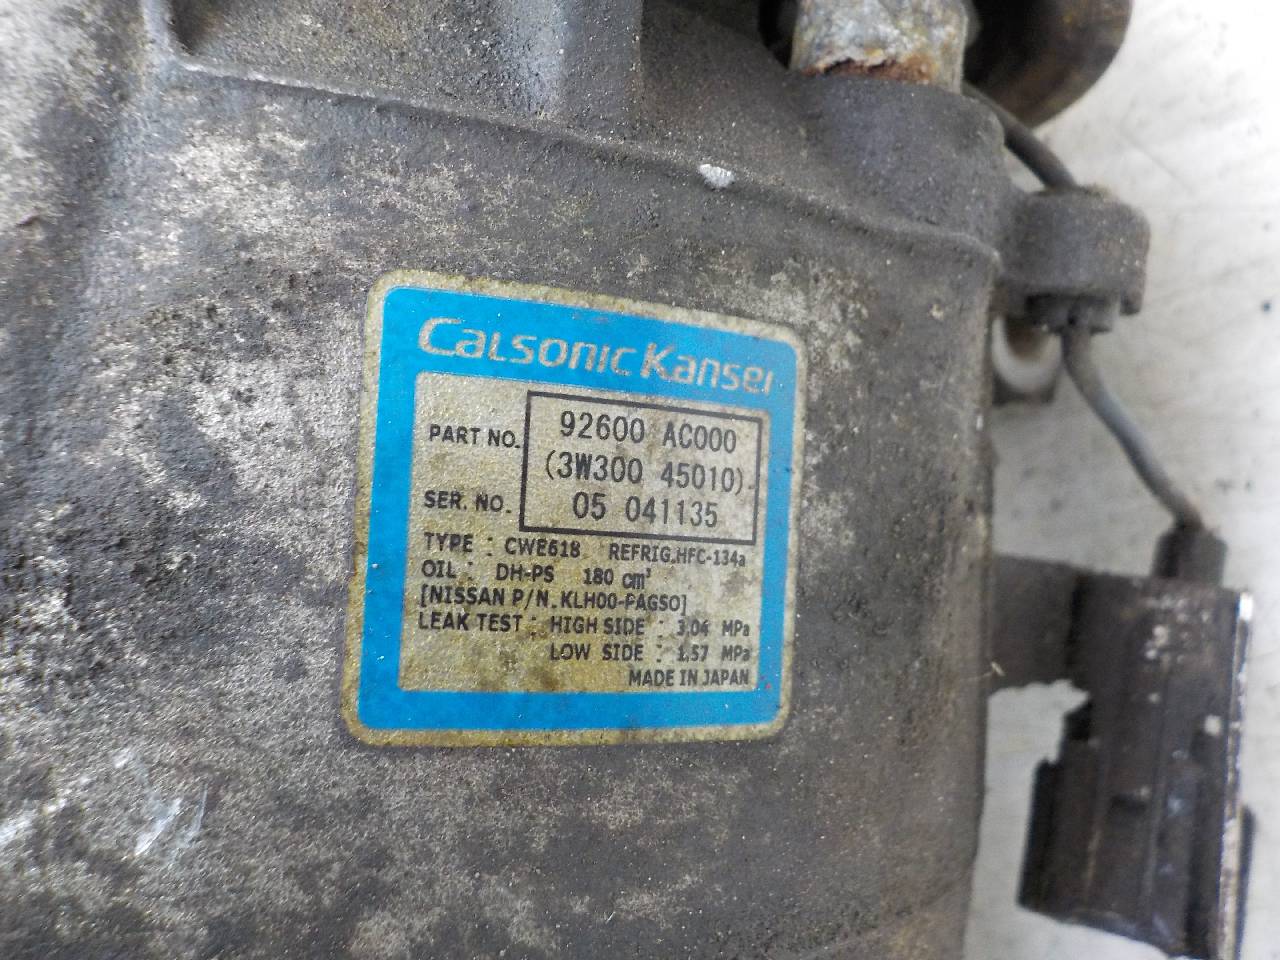 Calsonic Kansei
PART NO. 92600 AC000
(3W300 45010)
SER. NO. 05 041135
TYPE : CWE618 REFRIG.HFC-134a
OIL : DH-PS 180 cm³
[NISSAN P/N. KLH00-PAGS0]
LEAK TEST : HIGH SIDE : 3.04 MPa
LOW SIDE : 1.57 MPa
MADE IN JAPAN